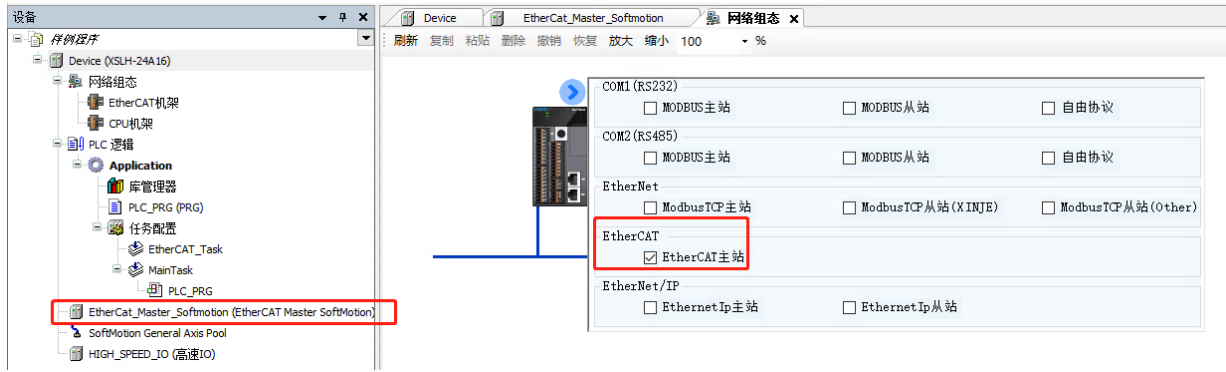 设备
样例程序
Device (XSLH-24A16)
网络组态
EtherCAT机架
CPU机架
PLC 逻辑
Application
库管理器
PLC_PRG (PRG)
任务配置
EtherCAT_Task
MainTask
PLC_PRG
EtherCat_Master_Softmotion (EtherCAT Master SoftMotion)
SoftMotion General Axis Pool
HIGH_SPEED_IO (高速IO)
Device EtherCat_Master_Softmotion 网络组态
刷新 复制 粘贴 删除 撤销 恢复 放大 缩小 100 %
COM1(RS232)
MODBUS主站 MODBUS从站 自由协议
COM2(RS485)
MODBUS主站 MODBUS从站 自由协议
EtherNet
ModbusTCP主站 ModbusTCP从站(XINJE) ModbusTCP从站(Other)
EtherCAT
EtherCAT主站
EtherNet/IP
EthernetIp主站 EthernetIp从站